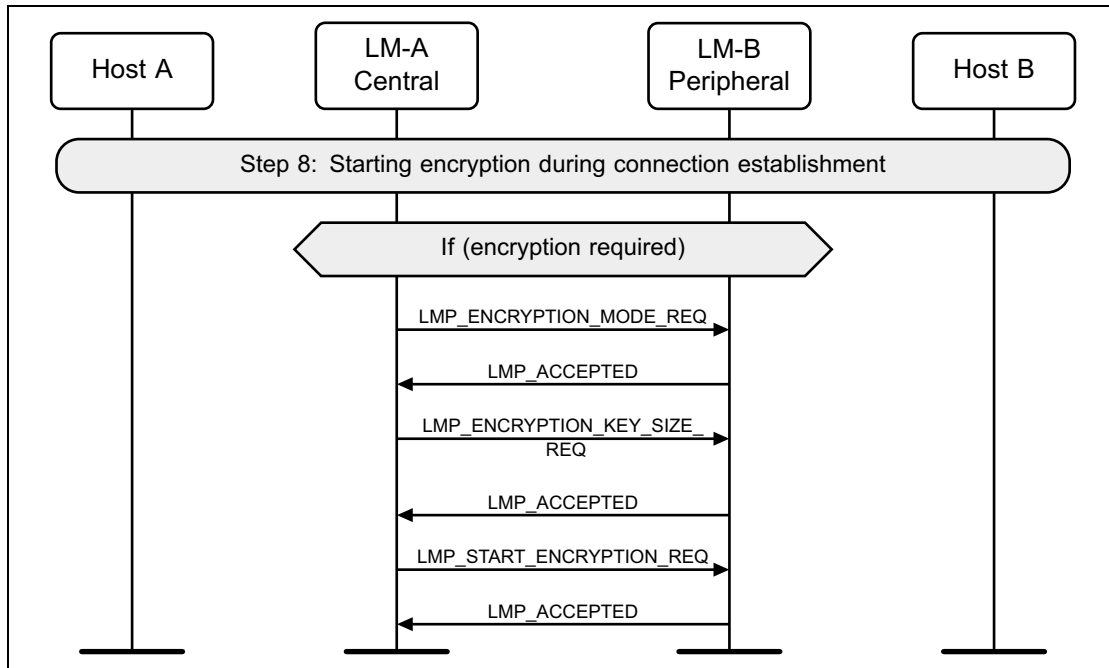 Host A
LM-A
Central
LM-B
Peripheral
Host B
Step 8: Starting encryption during connection establishment
If (encryption required)
LMP_ENCRYPTION_MODE_REQ
LMP_ACCEPTED
LMP_ENCRYPTION_KEY_SIZE_
REQ
LMP_ACCEPTED
LMP_START_ENCRYPTION_REQ
LMP_ACCEPTED